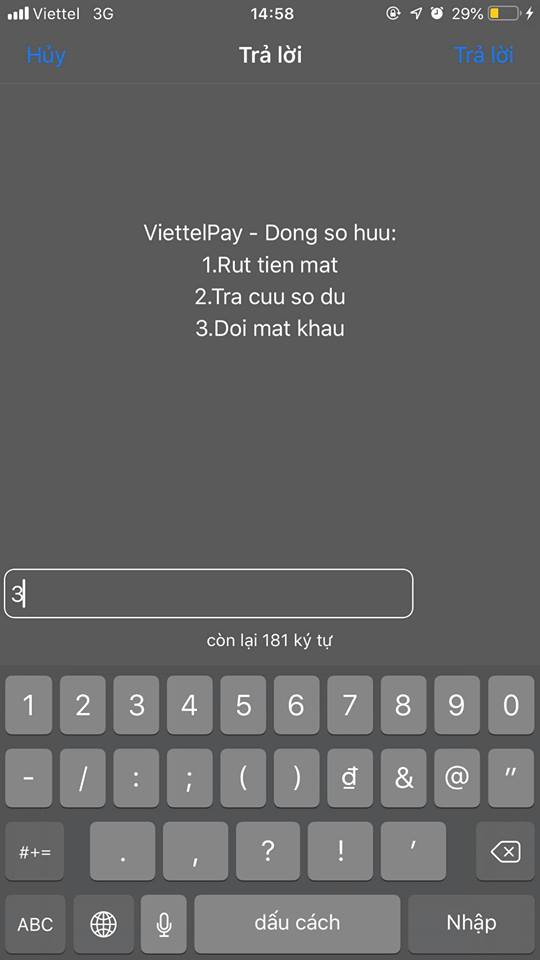 Viettel 3G 14:58 29%
Hủy Trả lời Trả lời
ViettelPay - Dong so huu:
1.Rut tien mat
2.Tra cuu so du
3.Doi mat khau
3
còn lại 181 ký tự
1 2 3 4 5 6 7 8 9 0
- / : ; ( ) ₫ & @ "
#+= . , ? ! '
ABC dấu cách Nhập